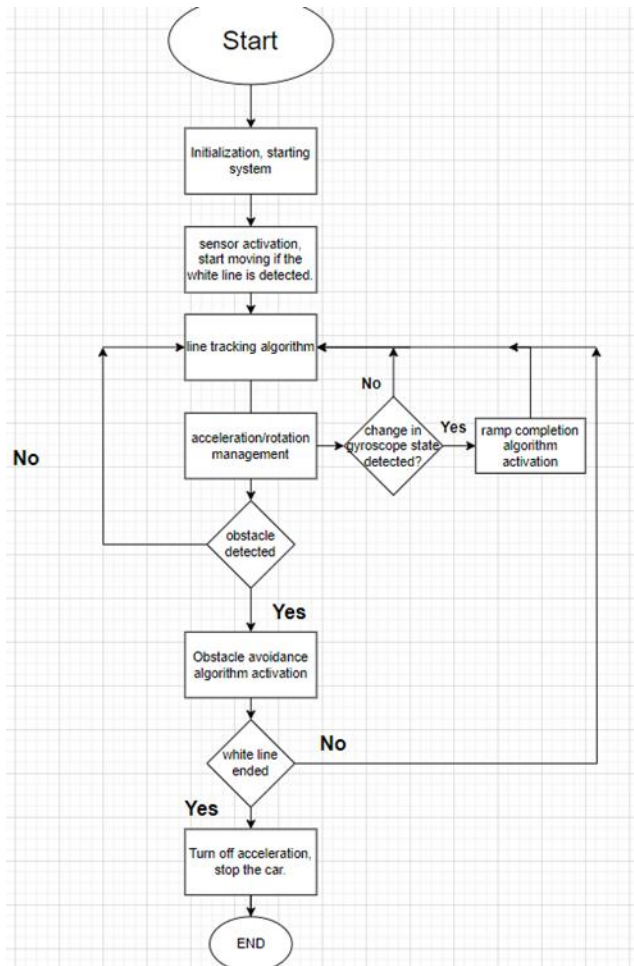 Start
Initialization, starting
system
sensor activation,
start moving if the
white line is detected.
line tracking algorithm
No
acceleration/rotation
management
change in
gyroscope state
detected?
Yes
ramp completion
algorithm
activation
No
obstacle
detected
Yes
Obstacle avoidance
algorithm activation
white line
ended
No
Yes
Turn off acceleration,
stop the car.
END